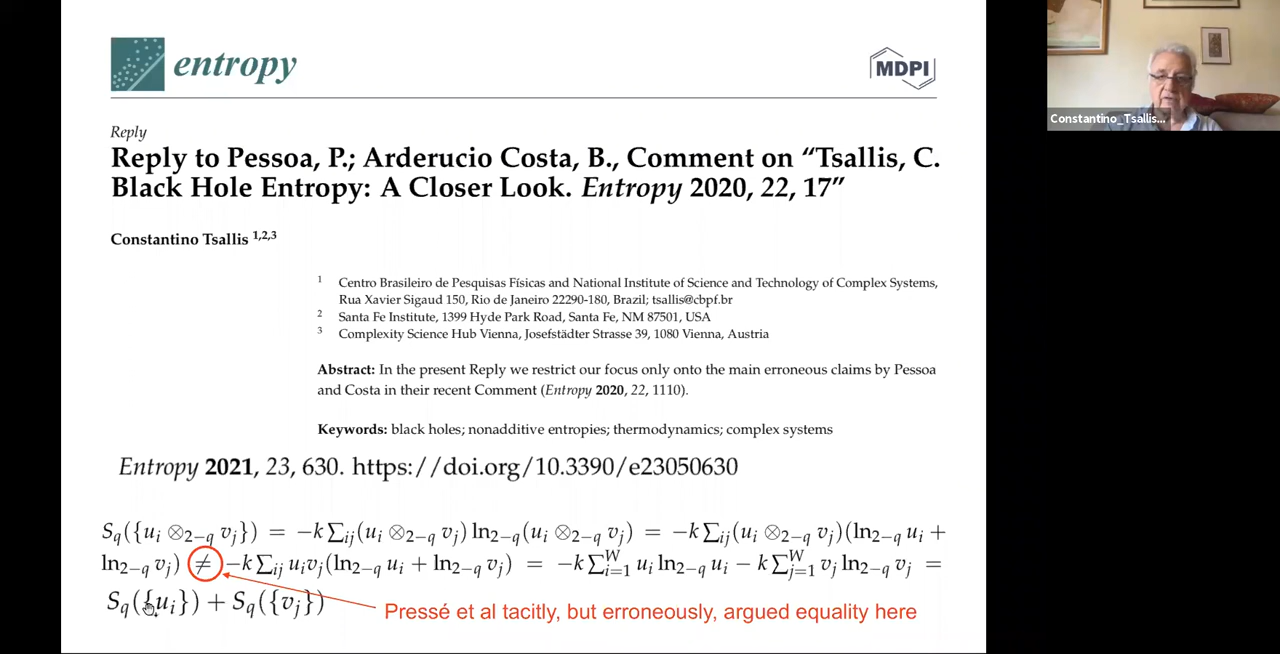 entropy
MDPI
Constantino_Tsallis...
Reply
Reply to Pessoa, P.; Arderucio Costa, B., Comment on “Tsallis, C.
Black Hole Entropy: A Closer Look. Entropy 2020, 22, 17”
Constantino Tsallis 1,2,3
1 Centro Brasileiro de Pesquisas Físicas and National Institute of Science and Technology of Complex Systems,
Rua Xavier Sigaud 150, Rio de Janeiro 22290-180, Brazil; tsallis@cbpf.br
2 Santa Fe Institute, 1399 Hyde Park Road, Santa Fe, NM 87501, USA
3 Complexity Science Hub Vienna, Josefstädter Strasse 39, 1080 Vienna, Austria
Abstract: In the present Reply we restrict our focus only onto the main erroneous claims by Pessoa
and Costa in their recent Comment (Entropy 2020, 22, 1110).
Keywords: black holes; nonadditive entropies; thermodynamics; complex systems
Entropy 2021, 23, 630. https://doi.org/10.3390/e23050630
S_q({u_i ⊗_{2−q} v_j}) = −k ∑_{ij}(u_i ⊗_{2−q} v_j) ln_{2−q}(u_i ⊗_{2−q} v_j) = −k ∑_{ij}(u_i ⊗_{2−q} v_j)(ln_{2−q} u_i +
ln_{2−q} v_j) ≠ −k ∑_{ij} u_i v_j(ln_{2−q} u_i + ln_{2−q} v_j) = −k ∑_{i=1}^{W} u_i ln_{2−q} u_i − k ∑_{j=1}^{W} v_j ln_{2−q} v_j =
S_q({u_i}) + S_q({v_j})
Pressé et al tacitly, but erroneously, argued equality here